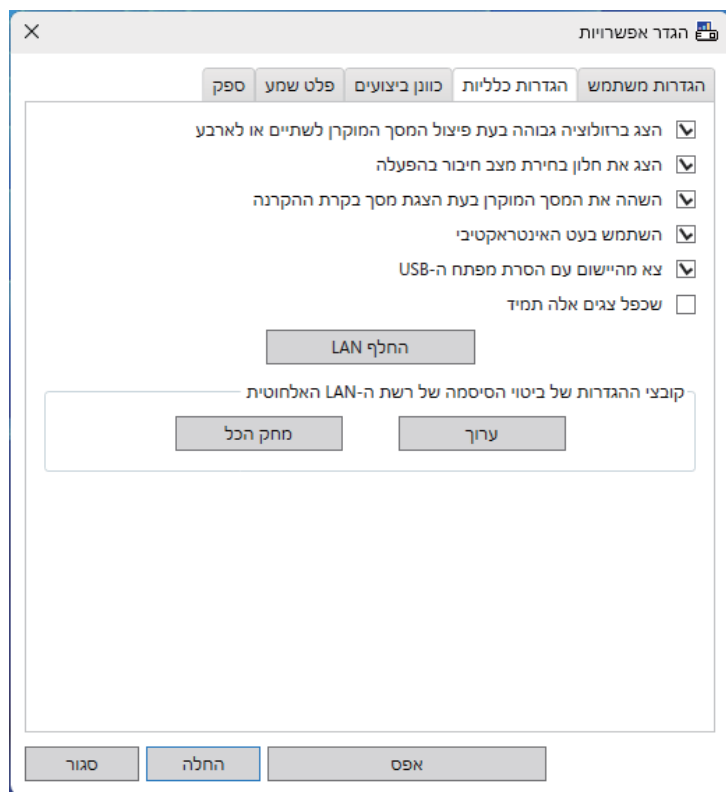 הגדר אפשרויות
הגדרות משתמש הגדרות כלליות כוונן ביצועים פלט שמע ספק
הצג ברזולוציה גבוהה בעת פיצול המסך המוקרן לשתיים או לארבע
הצג את חלון בחירת מצב חיבור בהפעלה
השהה את המסך המוקרן בעת הצגת מסך בקרת ההקרנה
השתמש בעט האינטראקטיבי
צא מהיישום עם הסרת מפתח ה-USB
שכפל צגים אלה תמיד
החלף LAN
קובצי ההגדרות של ביטוי הסיסמה של רשת ה-LAN האלחוטית
ערוך מחק הכל
אפס החלה סגור